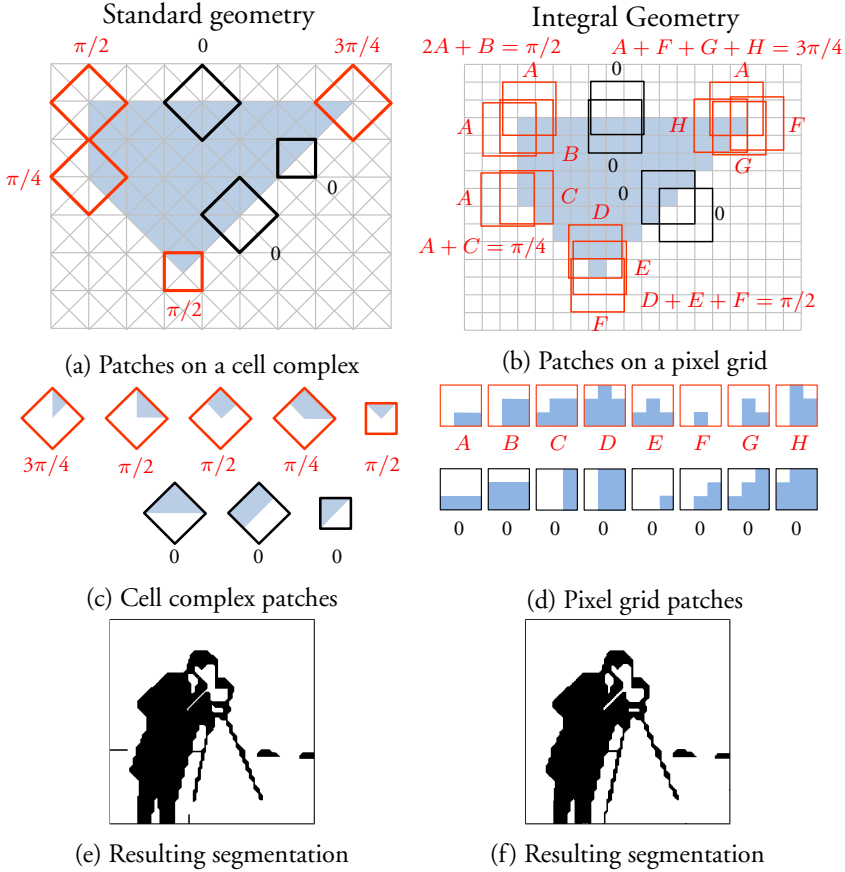 Standard geometry
Integral Geometry
π/2
0
3π/4
π/4
0
0
π/2
2A + B = π/2
A + F + G + H = 3π/4
A
0
A
A
H
F
B
0
G
A
C
0
0
D
A + C = π/4
E
D + E + F = π/2
F
(a) Patches on a cell complex
(b) Patches on a pixel grid
3π/4
π/2
π/2
π/4
π/2
0
0
0
A
B
C
D
E
F
G
H
0
0
0
0
0
0
0
0
(c) Cell complex patches
(d) Pixel grid patches
(e) Resulting segmentation
(f) Resulting segmentation